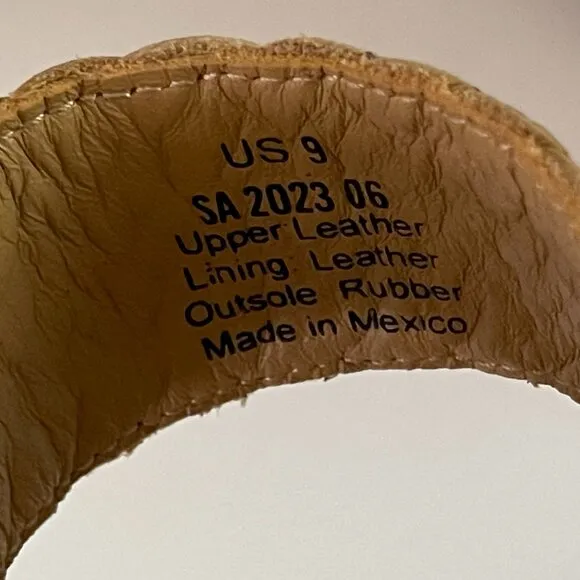 US 9
SA 2023 06
Upper Leather
Lining: Leather
Outsole Rubber
Made in Mexico